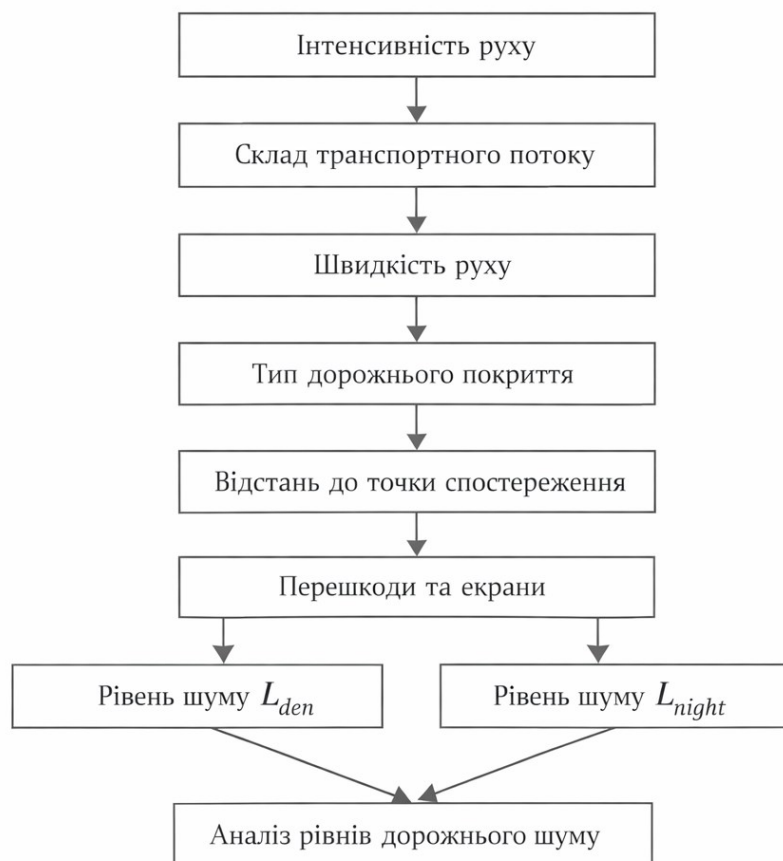 Інтенсивність руху
Склад транспортного потоку
Швидкість руху
Тип дорожнього покриття
Відстань до точки спостереження
Перешкоди та екрани
Рівень шуму L_den
Рівень шуму L_night
Аналіз рівнів дорожнього шуму